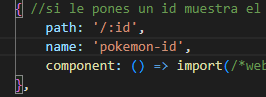 { //si le pones un id muestra el
path: '/:id',
name: 'pokemon-id',
component: () => import(/*web
},